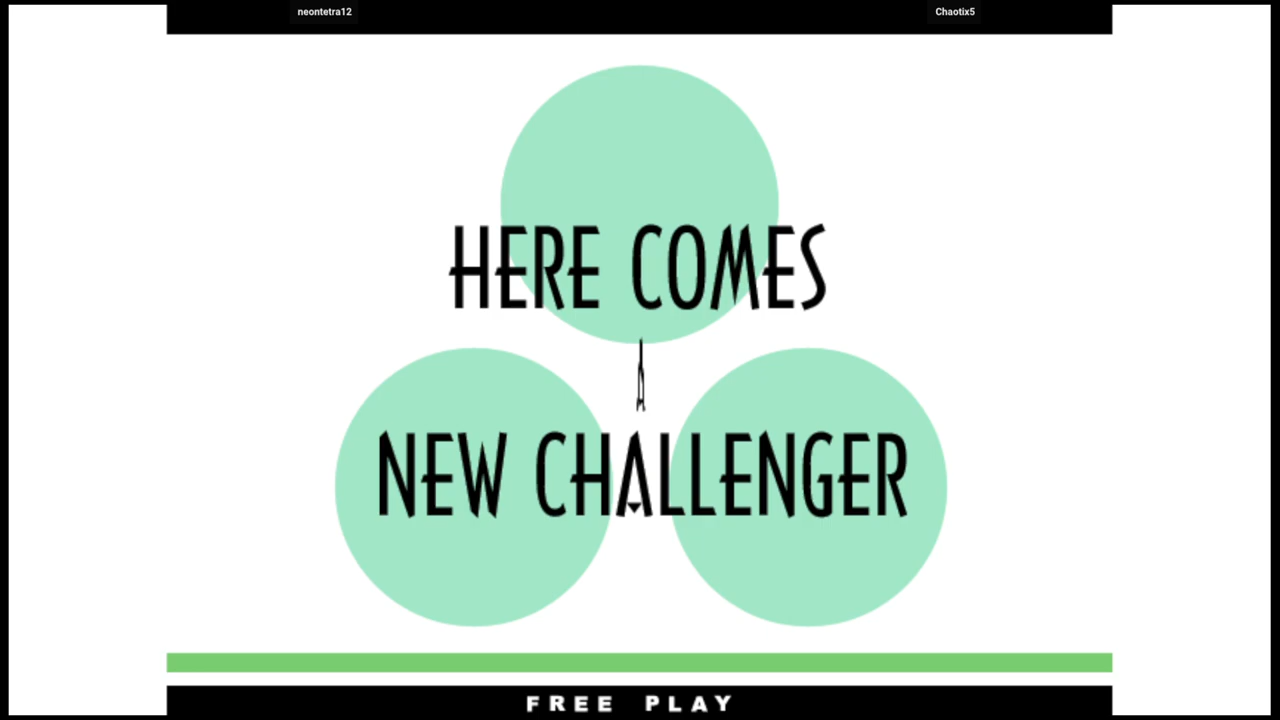 neontetra12 Chaotix5
HERE COMES
A
NEW CHALLENGER
FREE PLAY